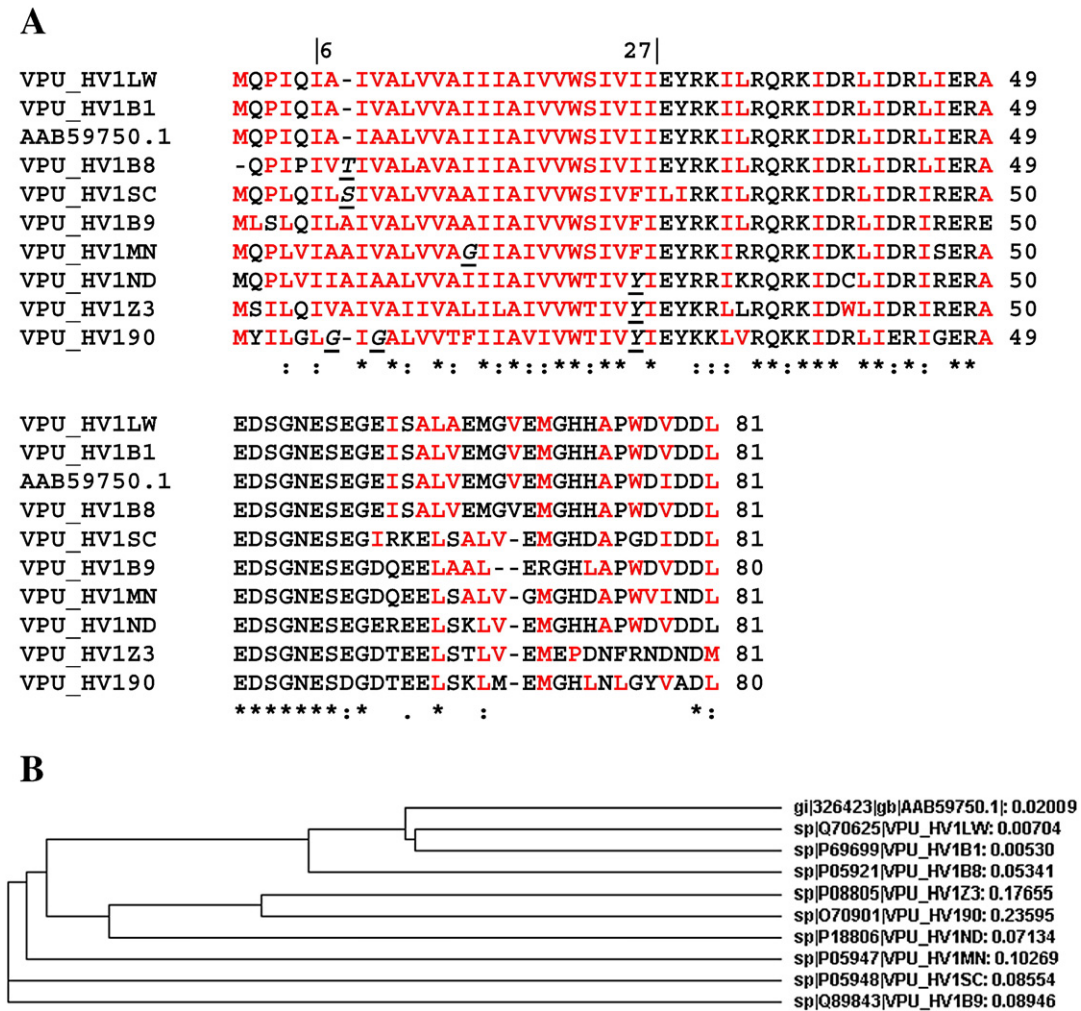 A
|6 27|
VPU_HV1LW MQPIQIA-IVALVVAIIIAIVVWSIVIIEYRKILRQRKIDRLIDRLIERA 49
VPU_HV1B1 MQPIQIA-IVALVVAIIIAIVVWSIVIIEYRKILRQRKIDRLIDRLIERA 49
AAB59750.1 MQPIQIA-IAALVVAIIIAIVVWSIVIIEYRKILRQRKIDRLIDRLIERA 49
VPU_HV1B8 -QPIPIVTIVALAVAIIIAIVVWSIVIIEYRKILRQRKIDRLIDRLIERA 49
VPU_HV1SC MQPLQILSIVALVVAAIIAIVVWSIVFILIRKILRQRKIDRLIDRIRERA 50
VPU_HV1B9 MLSLQILAIVALVVAAIIAIVVWSIVFIEYRKILRQRKIDRLIDRIRERE 50
VPU_HV1MN MQPLVIAAIVALVVAGIIAIVVWSIVFIEYRKIRRQRKIDKLIDRISERA 50
VPU_HV1ND MQPLVIIAIAALVVAIIIAIVVWTIVYIEYRRIKRQRKIDCLIDRIRERA 50
VPU_HV1Z3 MSILQIVAIVAIIVALILAIVVWTIVYIEYKRLLRQRKIDWLIDRIRERA 50
VPU_HV190 MYILGLG-IGALVVTFIIAVIVWTIVYIEYKKLVRQKKIDRLIERIGERA 49
: : * *: *: *:*::**:** * ::: **:*** **:*: **
VPU_HV1LW EDSGNESEGEISALAEMGVEMGHHAPWDVDDL 81
VPU_HV1B1 EDSGNESEGEISALVEMGVEMGHHAPWDVDDL 81
AAB59750.1 EDSGNESEGEISALVEMGVEMGHHAPWDIDDL 81
VPU_HV1B8 EDSGNESEGEISALVEMGVEMGHHAPWDVDDL 81
VPU_HV1SC EDSGNESEGIRKELSALV-EMGHDAPGDIDDL 81
VPU_HV1B9 EDSGNESEGDQEELAAL--ERGHLAPWDVDDL 80
VPU_HV1MN EDSGNESEGDQEELSALV-GMGHDAPWVINDL 81
VPU_HV1ND EDSGNESEGEREELSKLV-EMGHHAPWDVDDL 81
VPU_HV1Z3 EDSGNESEGDTEELSTLV-EMEPDNFRNDNDM 81
VPU_HV190 EDSGNESDGDTEELSKLM-EMGHLNLGYVADL 80
*******:* . * : *:
B
gi|326423|gb|AAB59750.1|: 0.02009
sp|Q70625|VPU_HV1LW: 0.00704
sp|P69699|VPU_HV1B1: 0.00530
sp|P05921|VPU_HV1B8: 0.05341
sp|P08805|VPU_HV1Z3: 0.17655
sp|O70901|VPU_HV190: 0.23595
sp|P18806|VPU_HV1ND: 0.07134
sp|P05947|VPU_HV1MN: 0.10269
sp|P05948|VPU_HV1SC: 0.08554
sp|Q89843|VPU_HV1B9: 0.08946